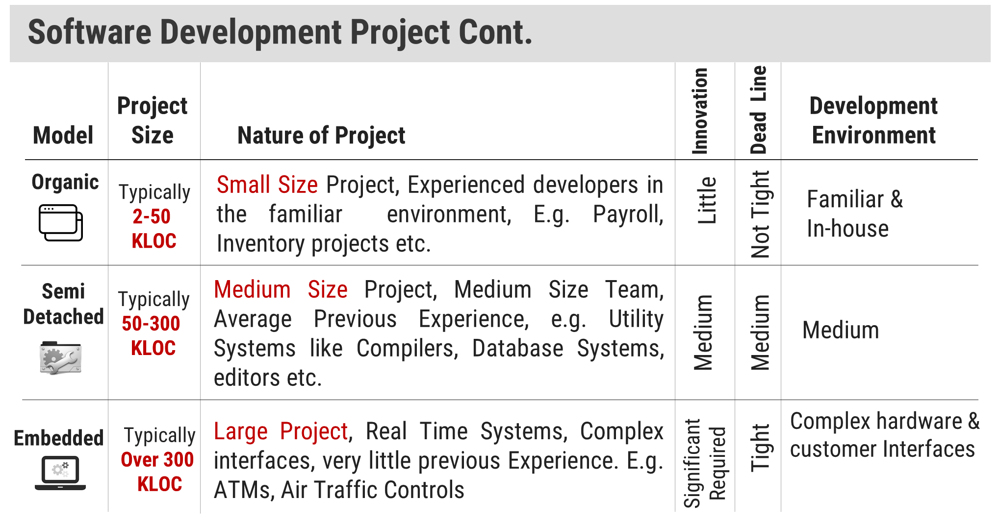 Software Development Project Cont.
Model
Project
Size
Nature of Project
Innovation
Dead Line
Development
Environment
Organic
Typically
2-50
KLOC
Small Size Project, Experienced developers in
the familiar environment, E.g. Payroll,
Inventory projects etc.
Little
Not Tight
Familiar &
In-house
Semi
Detached
Typically
50-300
KLOC
Medium Size Project, Medium Size Team,
Average Previous Experience, e.g. Utility
Systems like Compilers, Database Systems,
editors etc.
Medium
Medium
Medium
Embedded
Typically
Over 300
KLOC
Large Project, Real Time Systems, Complex
interfaces, very little previous Experience. E.g.
ATMs, Air Traffic Controls
Significant
Required
Tight
Complex hardware &
customer Interfaces